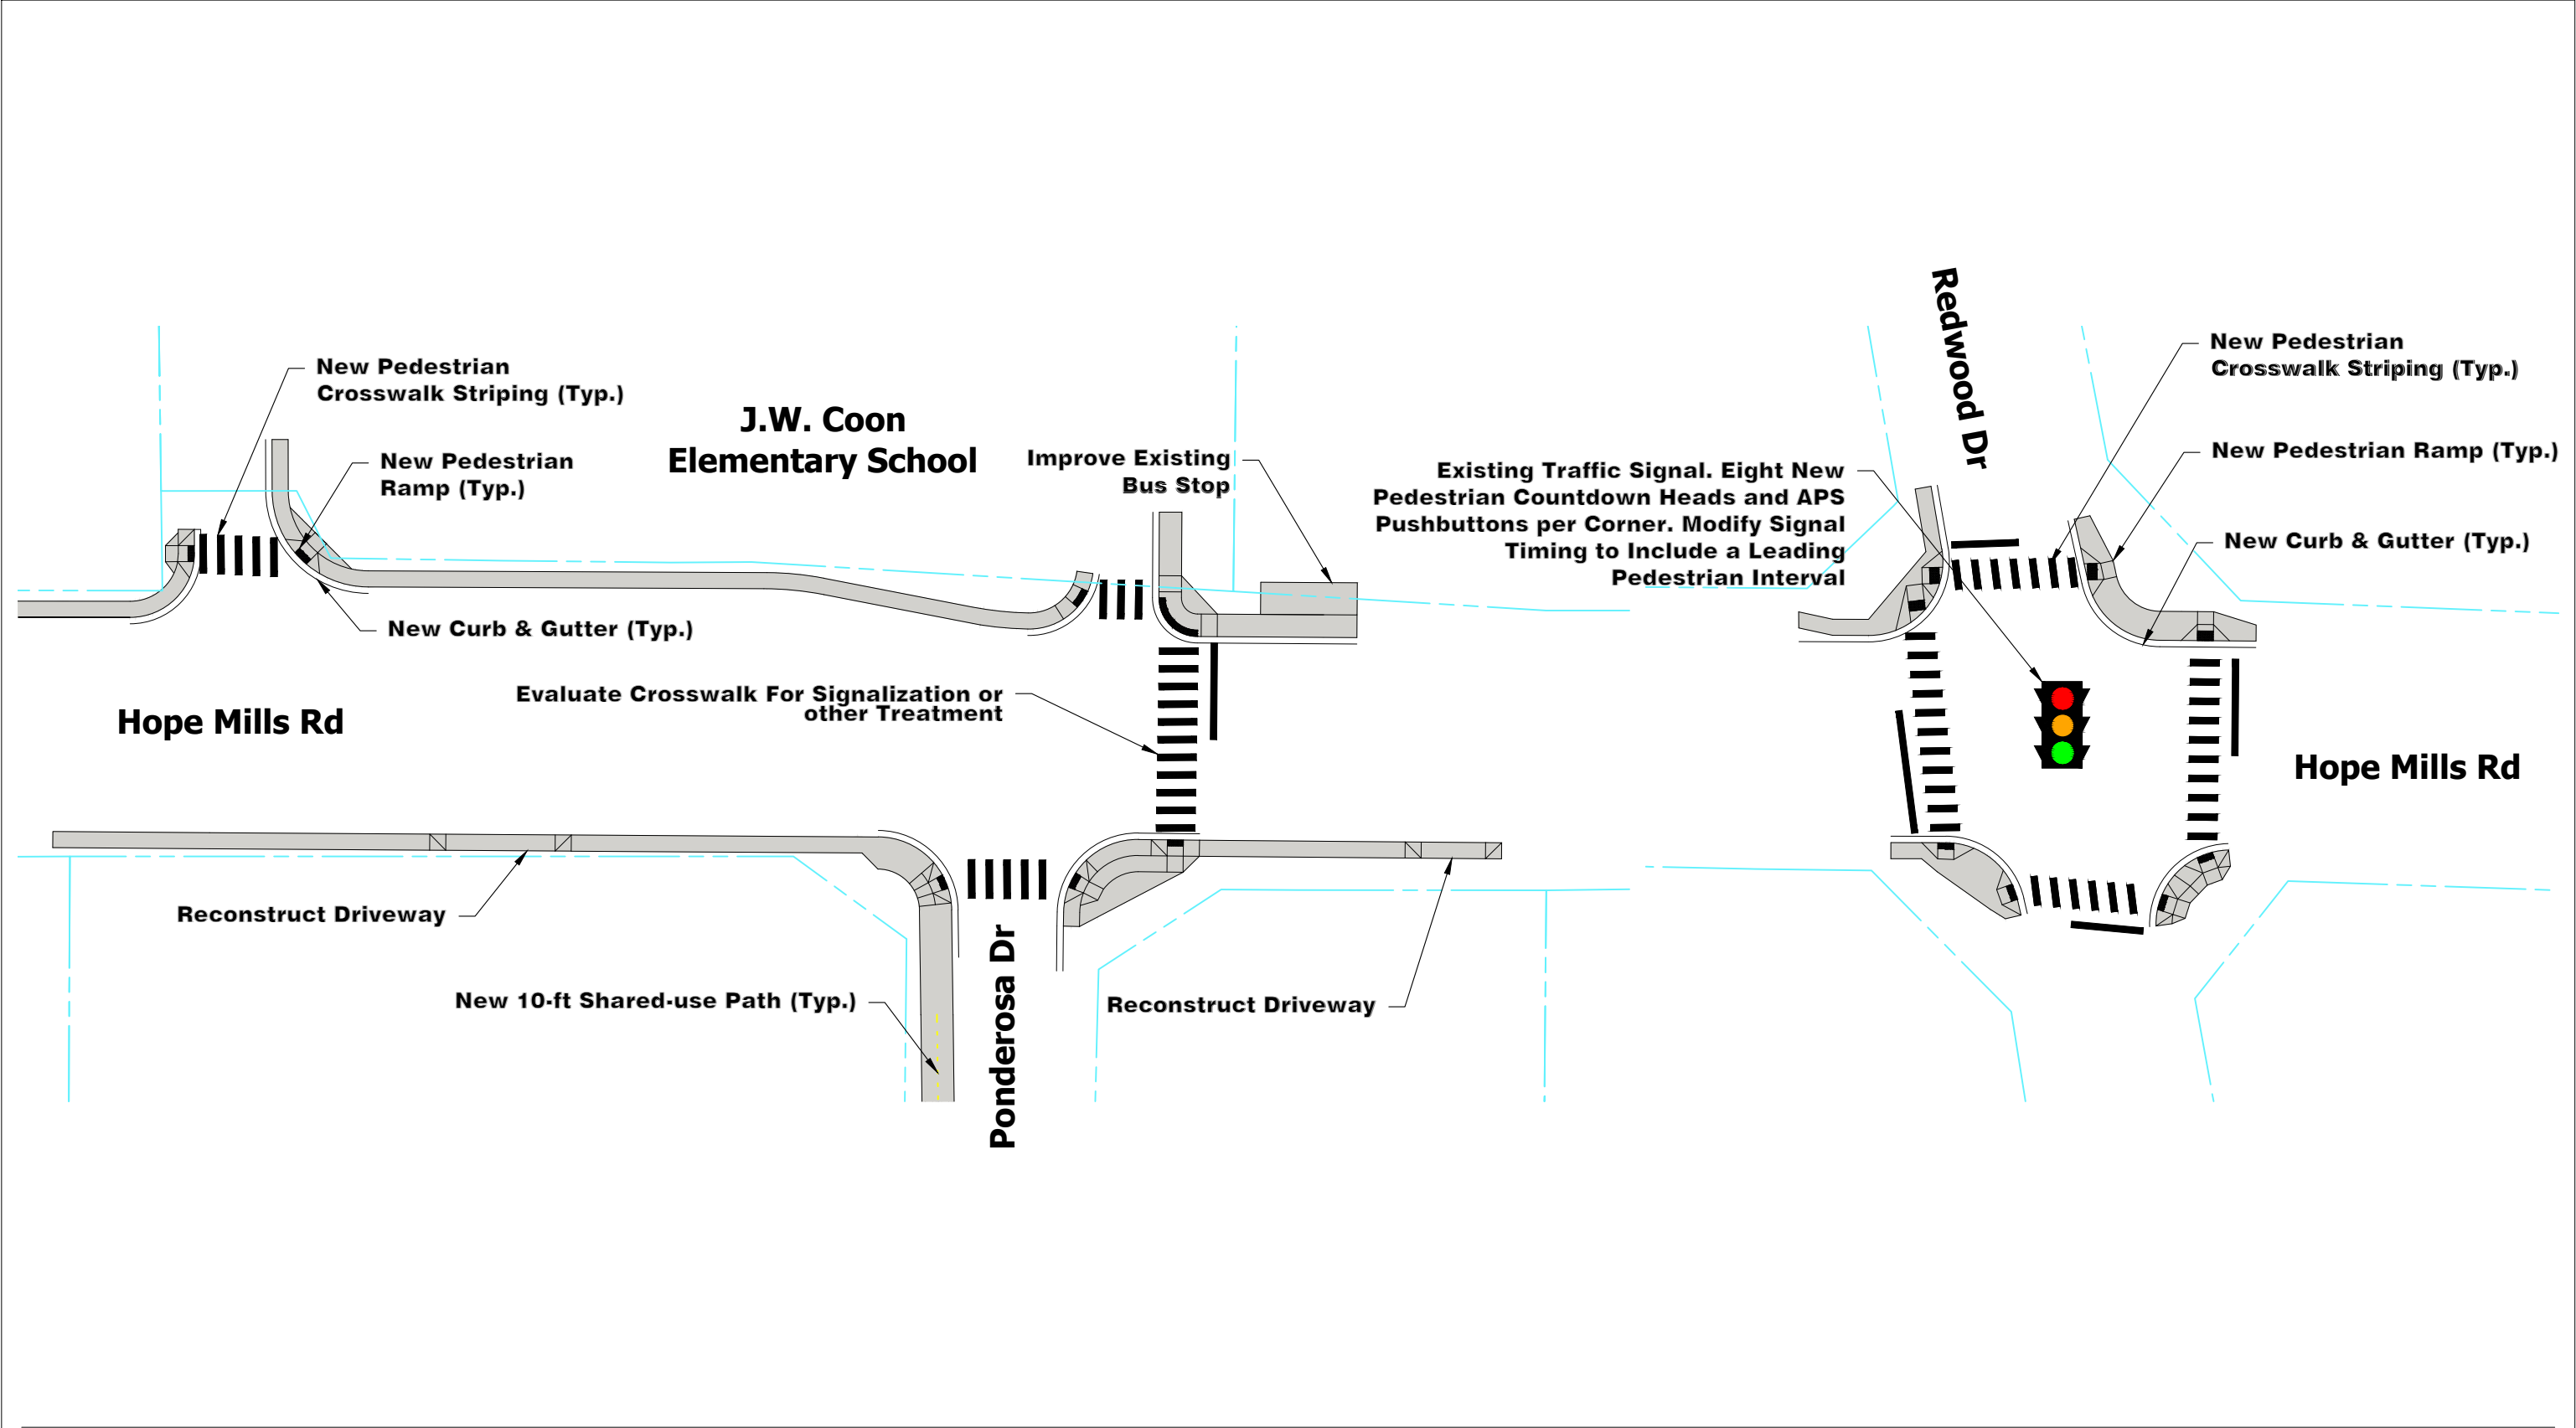 New Pedestrian
Crosswalk Striping (Typ.)
New Pedestrian
Ramp (Typ.)
J.W. Coon
Elementary School
Improve Existing
Bus Stop
New Curb & Gutter (Typ.)
Evaluate Crosswalk For Signalization or
other Treatment
Hope Mills Rd
Reconstruct Driveway
New 10-ft Shared-use Path (Typ.)
Ponderosa Dr
Reconstruct Driveway
Redwood Dr
Existing Traffic Signal. Eight New
Pedestrian Countdown Heads and APS
Pushbuttons per Corner. Modify Signal
Timing to Include a Leading
Pedestrian Interval
New Pedestrian
Crosswalk Striping (Typ.)
New Pedestrian Ramp (Typ.)
New Curb & Gutter (Typ.)
Hope Mills Rd